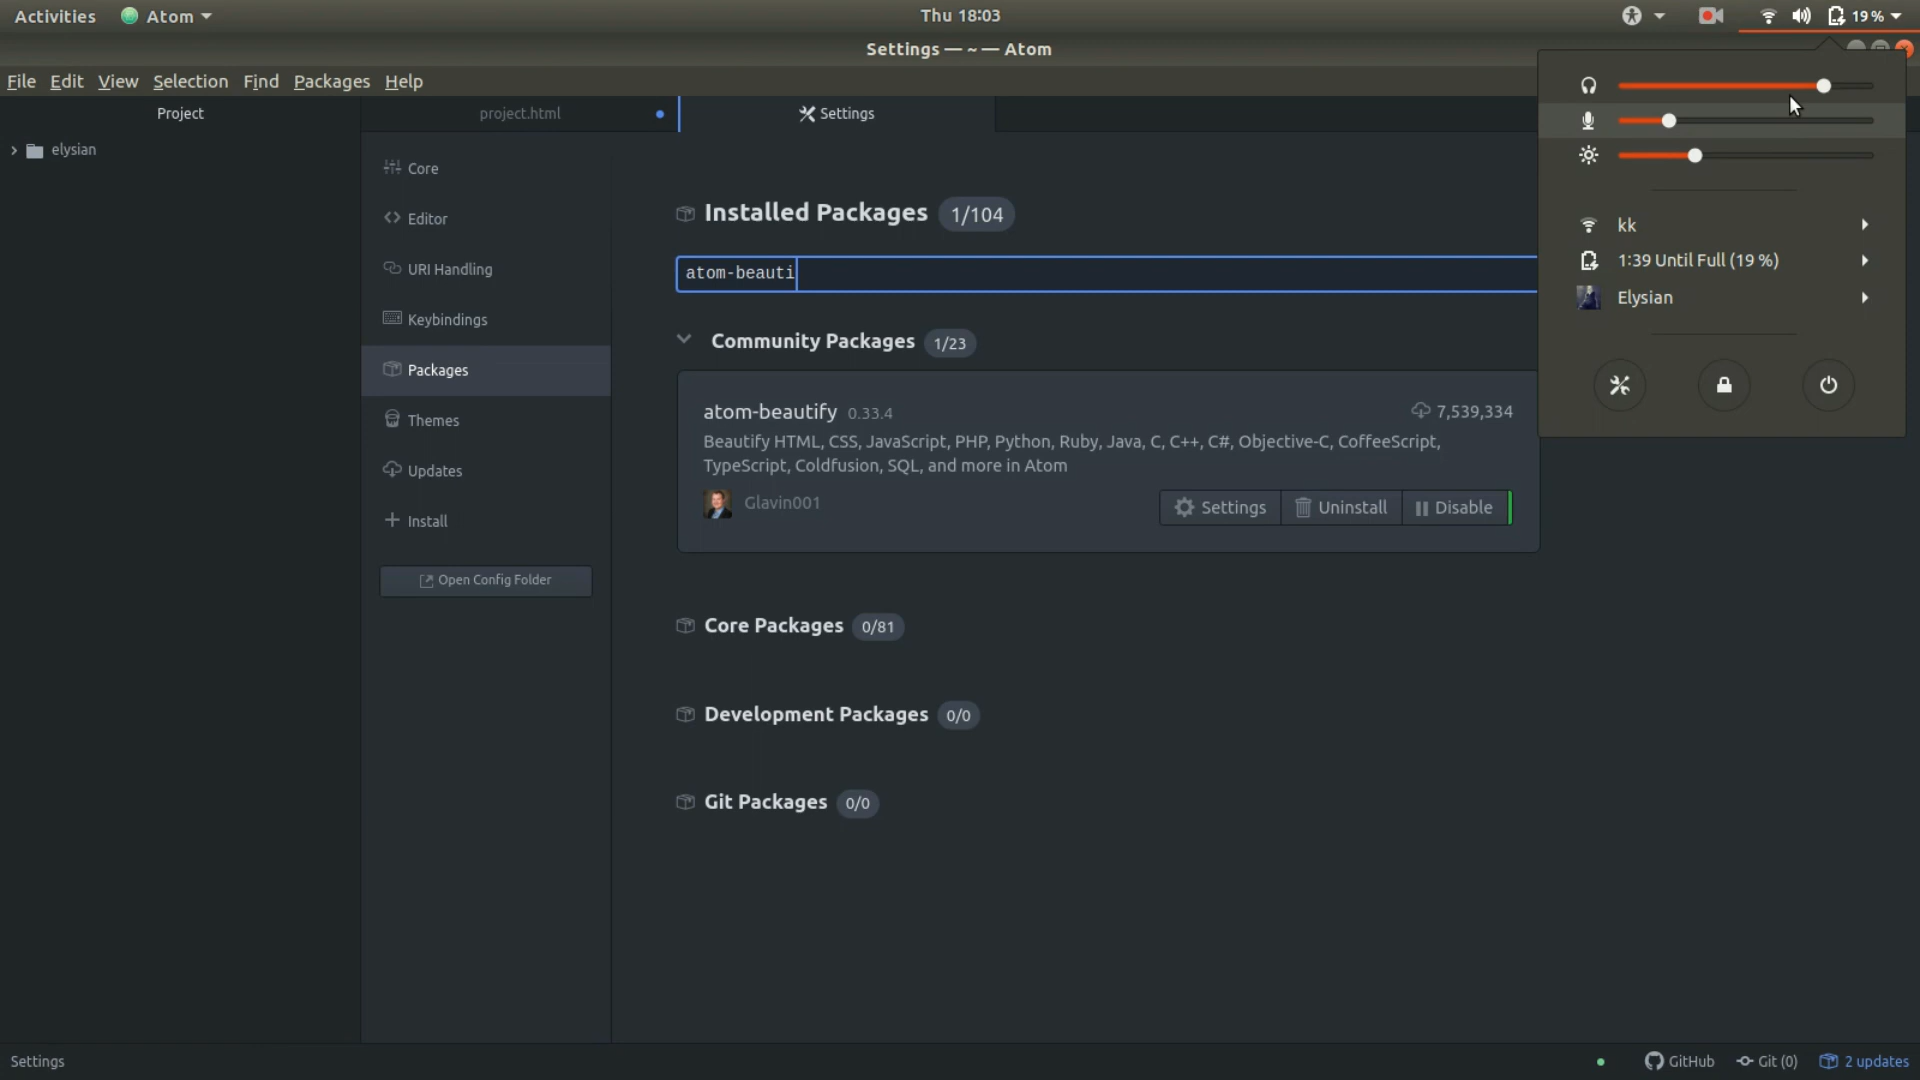 Activities
Atom
Thu 18:03
19 %
Settings — ~ — Atom
File Edit View Selection Find Packages Help
Project
project.html
Settings
elysian
Core
Editor
URI Handling
Keybindings
Packages
Themes
Updates
Install
Open Config Folder
Installed Packages 1/104
atom-beauti
Community Packages 1/23
atom-beautify 0.33.4
7,539,334
Beautify HTML, CSS, JavaScript, PHP, Python, Ruby, Java, C, C++, C#, Objective-C, CoffeeScript,
TypeScript, Coldfusion, SQL, and more in Atom
Glavin001
Settings
Uninstall
Disable
Core Packages 0/81
Development Packages 0/0
Git Packages 0/0
kk
1:39 Until Full (19 %)
Elysian
Settings
GitHub
Git (0)
2 updates